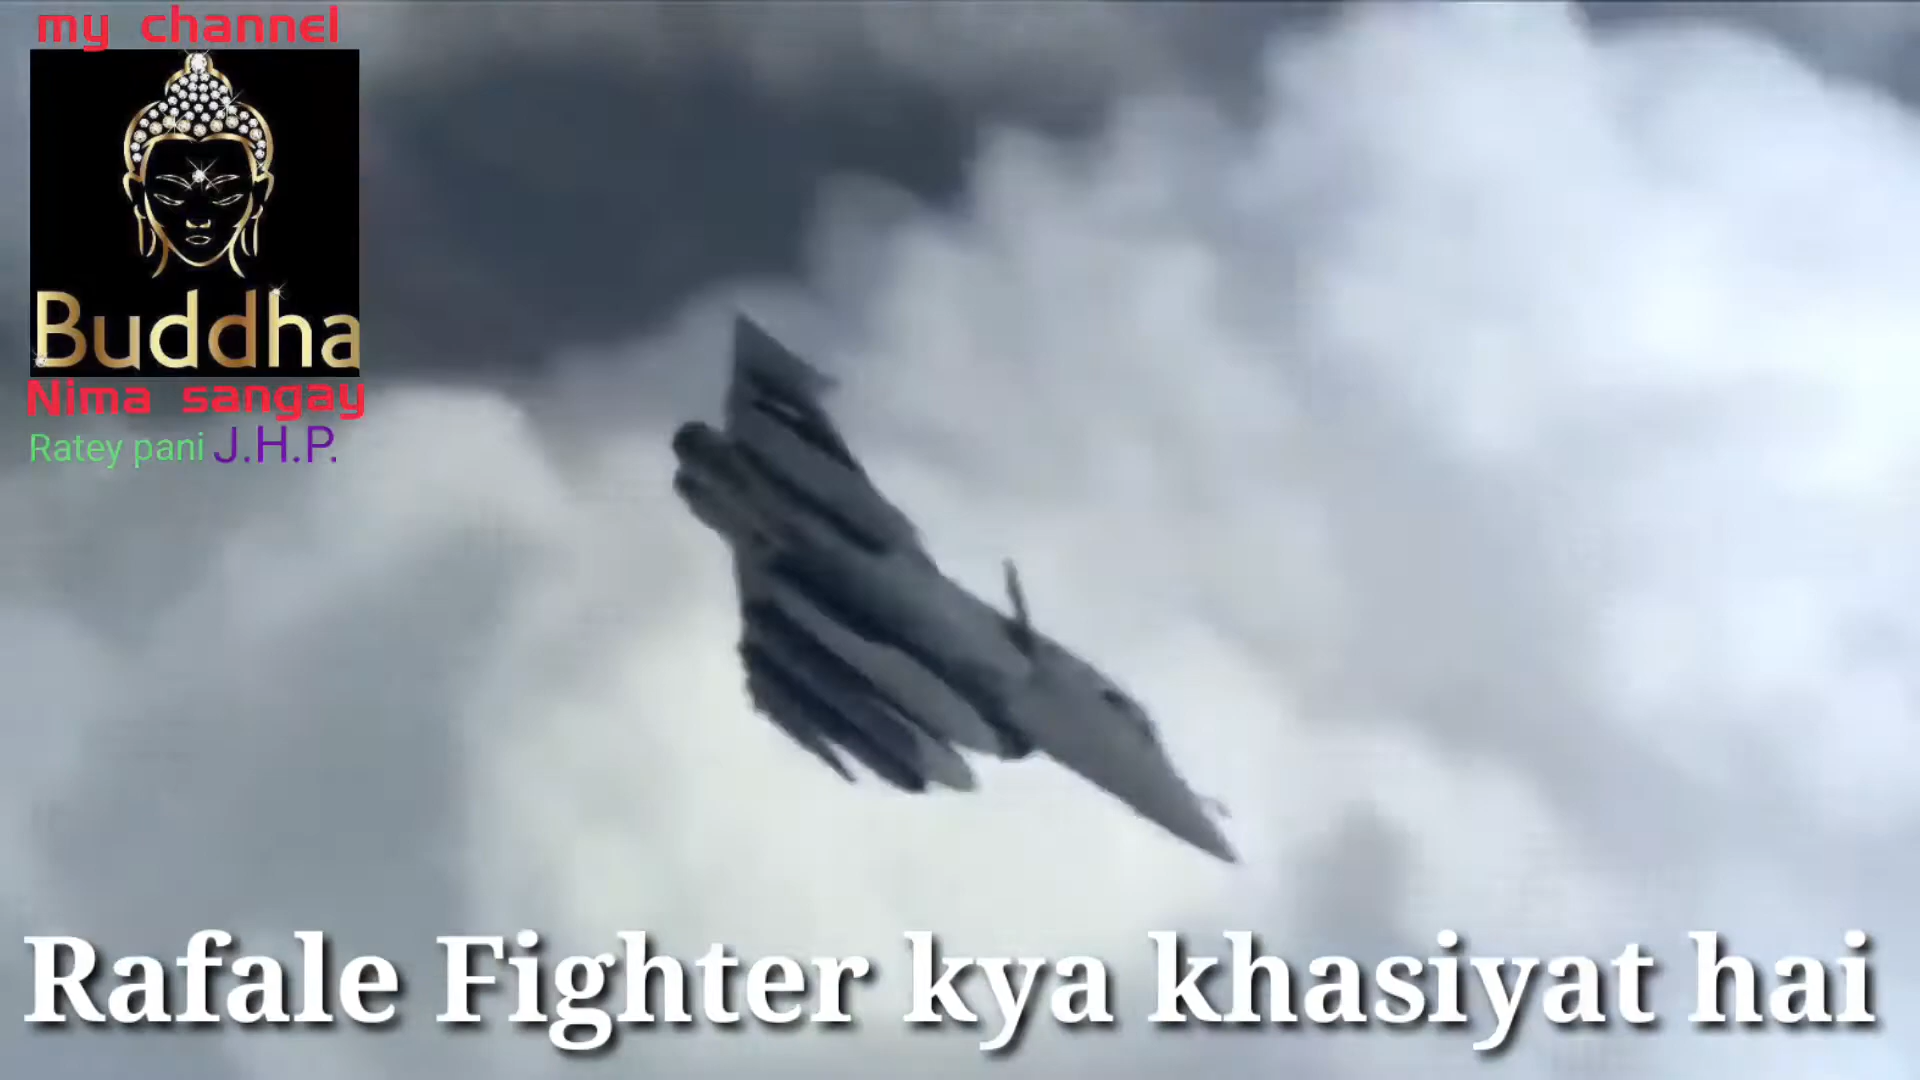 my channel
Buddha
Nima sangay
Ratey pani J.H.P.
Rafale Fighter kya khasiyat hai